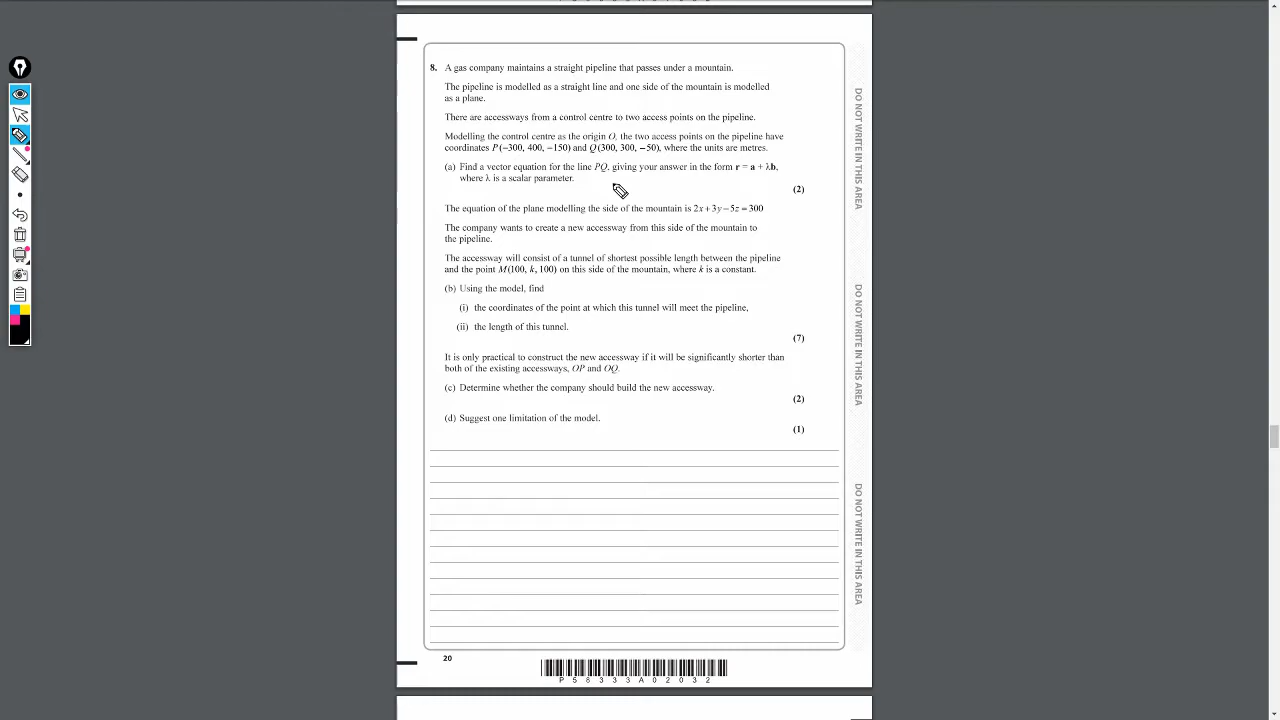 8. A gas company maintains a straight pipeline that passes under a mountain.
The pipeline is modelled as a straight line and one side of the mountain is modelled
as a plane.
There are accessways from a control centre to two access points on the pipeline.
Modelling the control centre as the origin O, the two access points on the pipeline have
coordinates P(−300, 400, −150) and Q(300, 300, −50), where the units are metres.
(a) Find a vector equation for the line PQ, giving your answer in the form r = a + λb,
where λ is a scalar parameter.
(2)
The equation of the plane modelling the side of the mountain is 2x + 3y − 5z = 300
The company wants to create a new accessway from this side of the mountain to
the pipeline.
The accessway will consist of a tunnel of shortest possible length between the pipeline
and the point M(100, k, 100) on this side of the mountain, where k is a constant.
(b) Using the model, find
(i) the coordinates of the point at which this tunnel will meet the pipeline,
(ii) the length of this tunnel.
(7)
It is only practical to construct the new accessway if it will be significantly shorter than
both of the existing accessways, OP and OQ.
(c) Determine whether the company should build the new accessway.
(2)
(d) Suggest one limitation of the model.
(1)
20
P 5 8 3 3 3 A 0 2 0 3 2
DO NOT WRITE IN THIS AREA
DO NOT WRITE IN THIS AREA
DO NOT WRITE IN THIS AREA